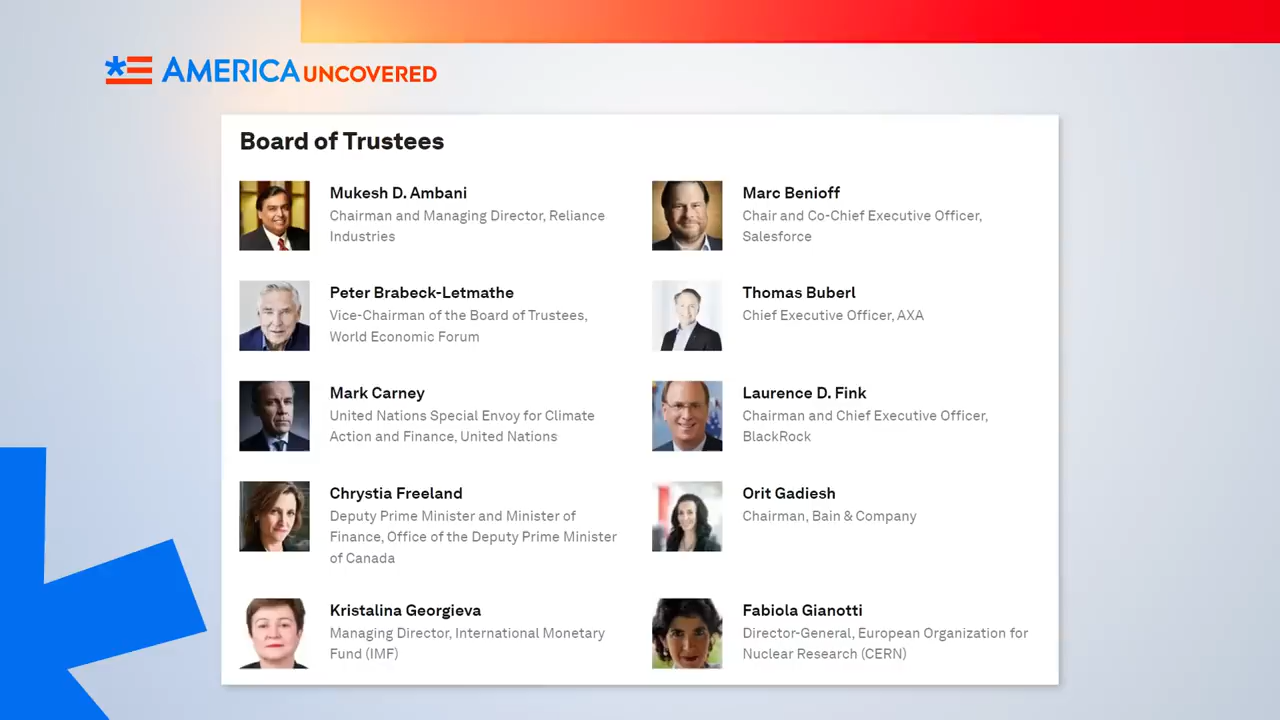 AMERICA UNCOVERED
Board of Trustees
Mukesh D. Ambani
Chairman and Managing Director, Reliance
Industries
Marc Benioff
Chair and Co-Chief Executive Officer,
Salesforce
Peter Brabeck-Letmathe
Vice-Chairman of the Board of Trustees,
World Economic Forum
Thomas Buberl
Chief Executive Officer, AXA
Mark Carney
United Nations Special Envoy for Climate
Action and Finance, United Nations
Laurence D. Fink
Chairman and Chief Executive Officer,
BlackRock
Chrystia Freeland
Deputy Prime Minister and Minister of
Finance, Office of the Deputy Prime Minister
of Canada
Orit Gadiesh
Chairman, Bain & Company
Kristalina Georgieva
Managing Director, International Monetary
Fund (IMF)
Fabiola Gianotti
Director-General, European Organization for
Nuclear Research (CERN)